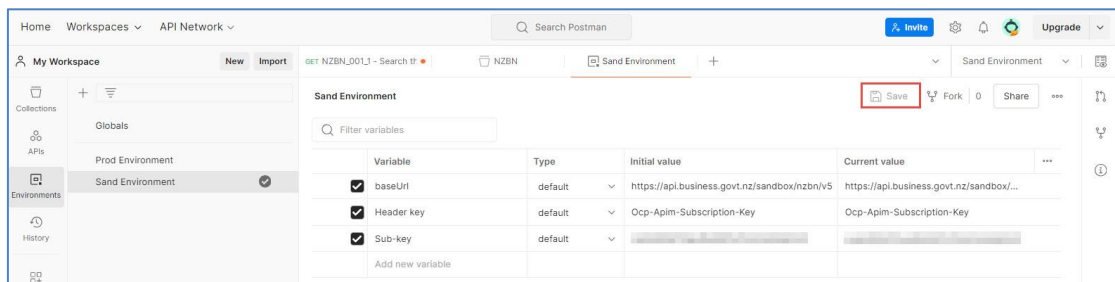 Home Workspaces API Network Search Postman Invite Upgrade
My Workspace New Import GET NZBN_001_1 - Search th NZBN Sand Environment + Sand Environment
Collections
APIs
Environments
History
+
Globals
Prod Environment
Sand Environment
Sand Environment Save Fork 0 Share
Filter variables
Variable Type Initial value Current value
baseUrl default https://api.business.govt.nz/sandbox/nzbn/v5 https://api.business.govt.nz/sandbox/...
Header key default Ocp-Apim-Subscription-Key Ocp-Apim-Subscription-Key
Sub-key default
Add new variable